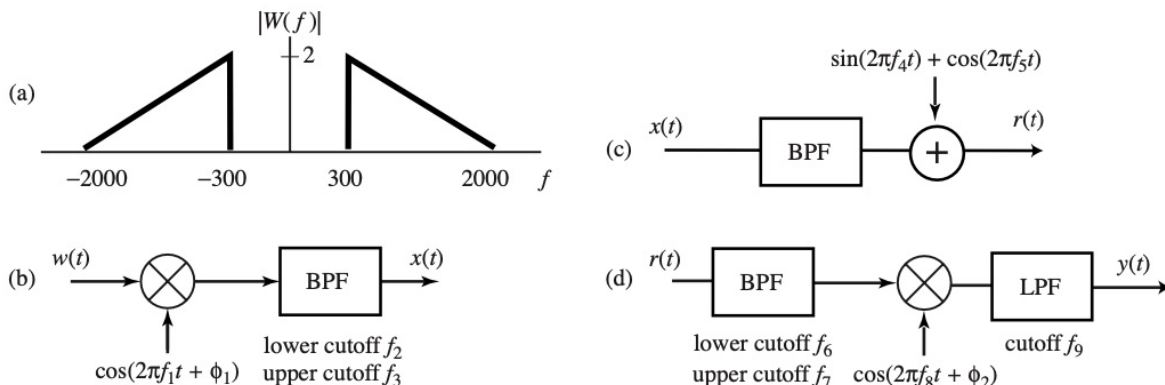 (a)
|W(f)|
2
−2000
−300
300
2000
f
(b)
w(t)
BPF
x(t)
cos(2πf₁t + ϕ₁)
lower cutoff f₂
upper cutoff f₃
(c)
sin(2πf₄t) + cos(2πf₅t)
x(t)
BPF
+
r(t)
(d)
r(t)
BPF
LPF
y(t)
lower cutoff f₆
upper cutoff f₇
cos(2πf₈t + ϕ₂)
cutoff f₉